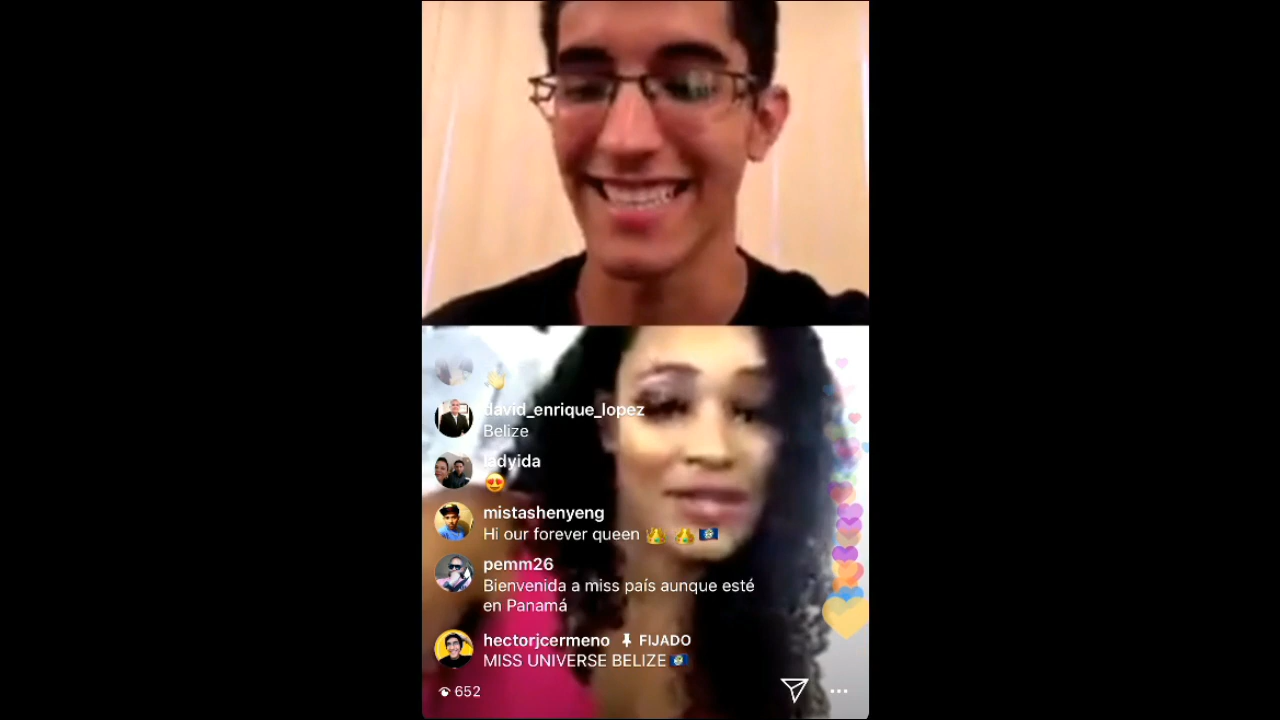 david_enrique_lopez
Belize
ladyida
😍
mistashenyeng
Hi our forever queen 👑 👑 🇧🇿
pemm26
Bienvenida a miss país aunque esté
en Panamá
hectorjcermeno 📌 FIJADO
MISS UNIVERSE BELIZE 🇧🇿
652